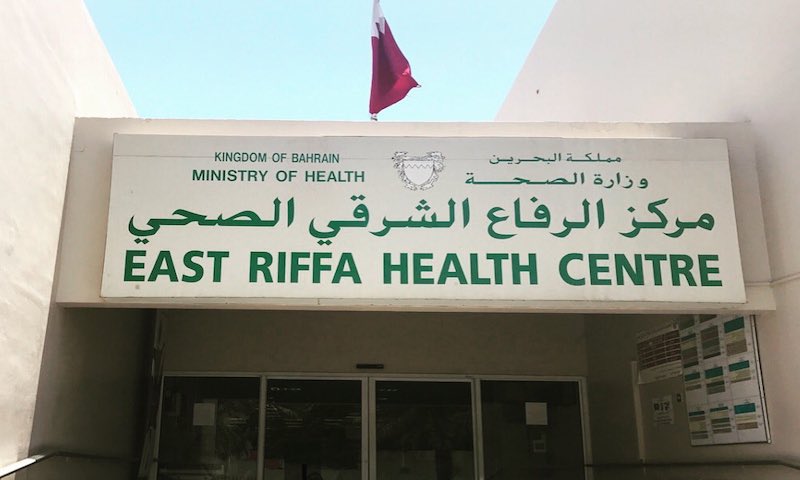 KINGDOM OF BAHRAIN
MINISTRY OF HEALTH
مملكة البحرين
وزارة الصحة
مركز الرفاع الشرقي الصحي
EAST RIFFA HEALTH CENTRE